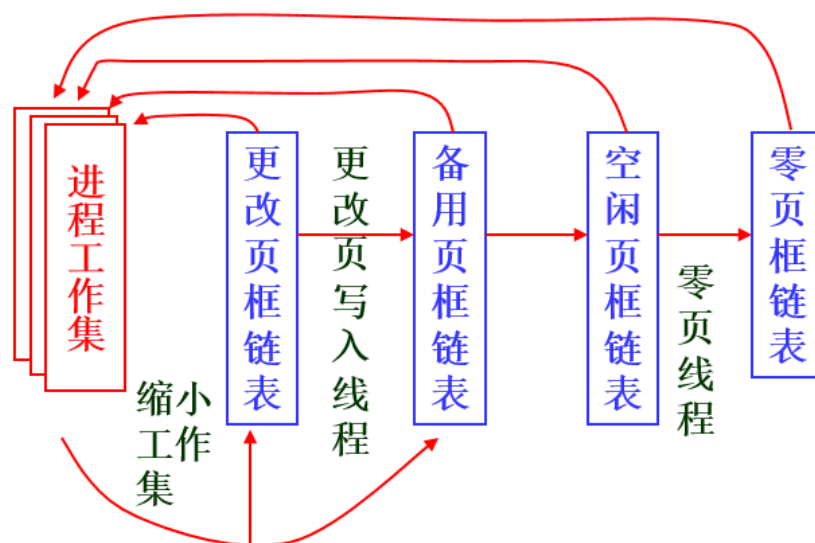 进程工作集
缩小
工作
集
更改页框链表
更改页写入线程
备用页框链表
空闲页框链表
零页线程
零页框链表